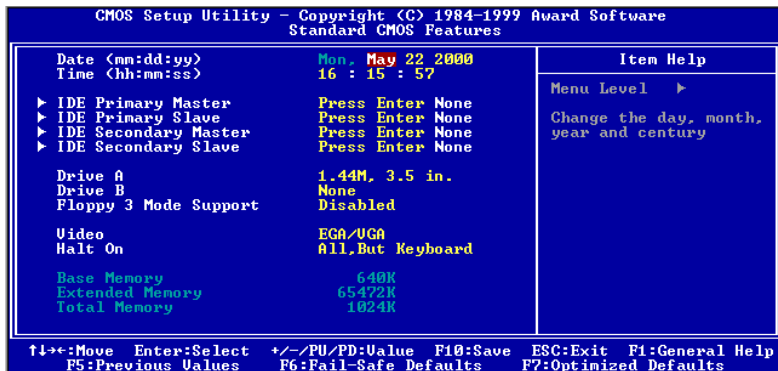 CMOS Setup Utility - Copyright (C) 1984-1999 Award Software
Standard CMOS Features
Date (mm:dd:yy) Mon, May 22 2000
Time (hh:mm:ss) 16 : 15 : 57
▶ IDE Primary Master Press Enter None
▶ IDE Primary Slave Press Enter None
▶ IDE Secondary Master Press Enter None
▶ IDE Secondary Slave Press Enter None
Drive A 1.44M, 3.5 in.
Drive B None
Floppy 3 Mode Support Disabled
Video EGA/VGA
Halt On All,But Keyboard
Base Memory 640K
Extended Memory 65472K
Total Memory 1024K
Item Help
Menu Level ▶
Change the day, month,
year and century
↑↓→←:Move Enter:Select +/-/PU/PD:Value F10:Save ESC:Exit F1:General Help
F5:Previous Values F6:Fail-Safe Defaults F7:Optimized Defaults